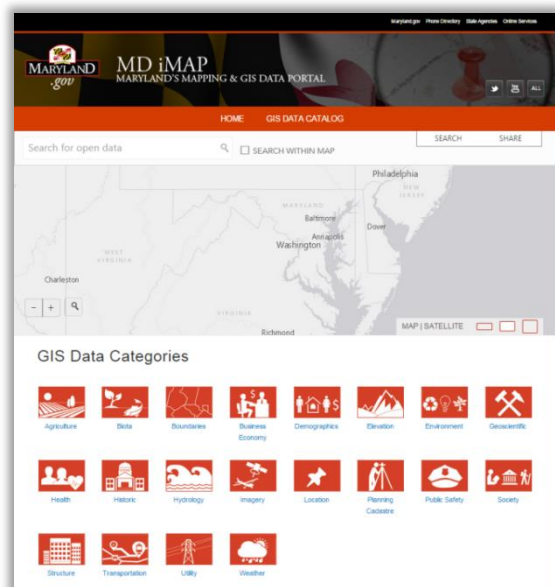 Maryland.gov Phone Directory State Agencies Online Services
MARYLAND
.gov
MD iMAP
MARYLAND'S MAPPING & GIS DATA PORTAL
ALL
HOME GIS DATA CATALOG
Search for open data
SEARCH WITHIN MAP
SEARCH SHARE
Philadelphia
NEW
JERSEY
MARYLAND
Baltimore
Dover
Annapolis
Washington
WEST
VIRGINIA
Charleston
VIRGINIA
Richmond
- +
MAP | SATELLITE
GIS Data Categories
Agriculture Biota Boundaries Business Economy Demographics Elevation Environment Geoscientific
Health Historic Hydrology Imagery Location Planning Cadastre Public Safety Society
Structure Transportation Utility Weather